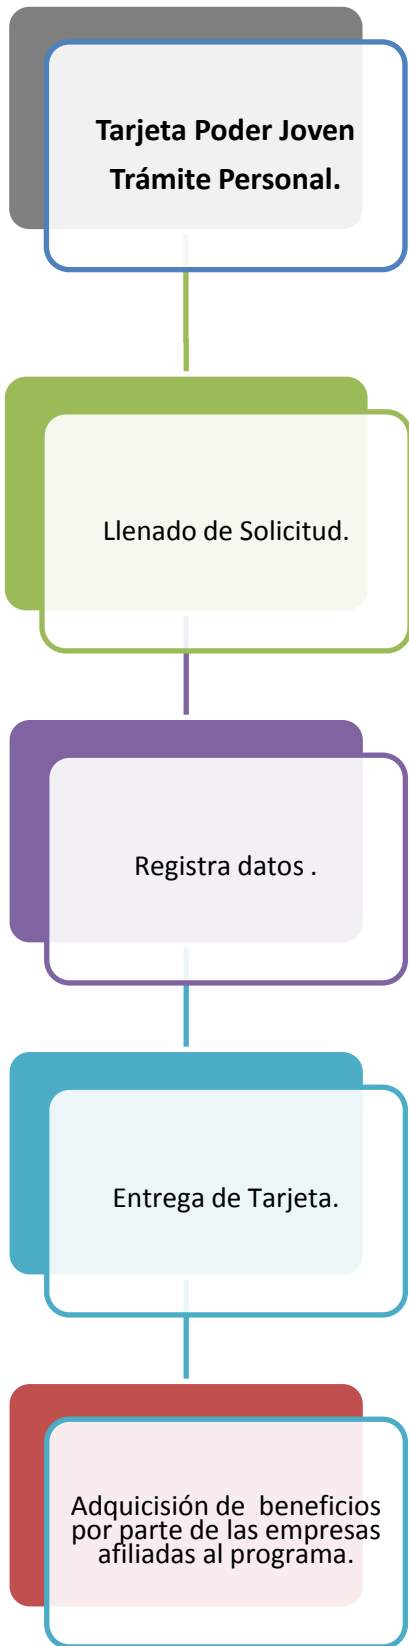 Tarjeta Poder Joven
Trámite Personal.
Llenado de Solicitud.
Registra datos .
Entrega de Tarjeta.
Adquicisión de  beneficios
por parte de las empresas
afiliadas al programa.